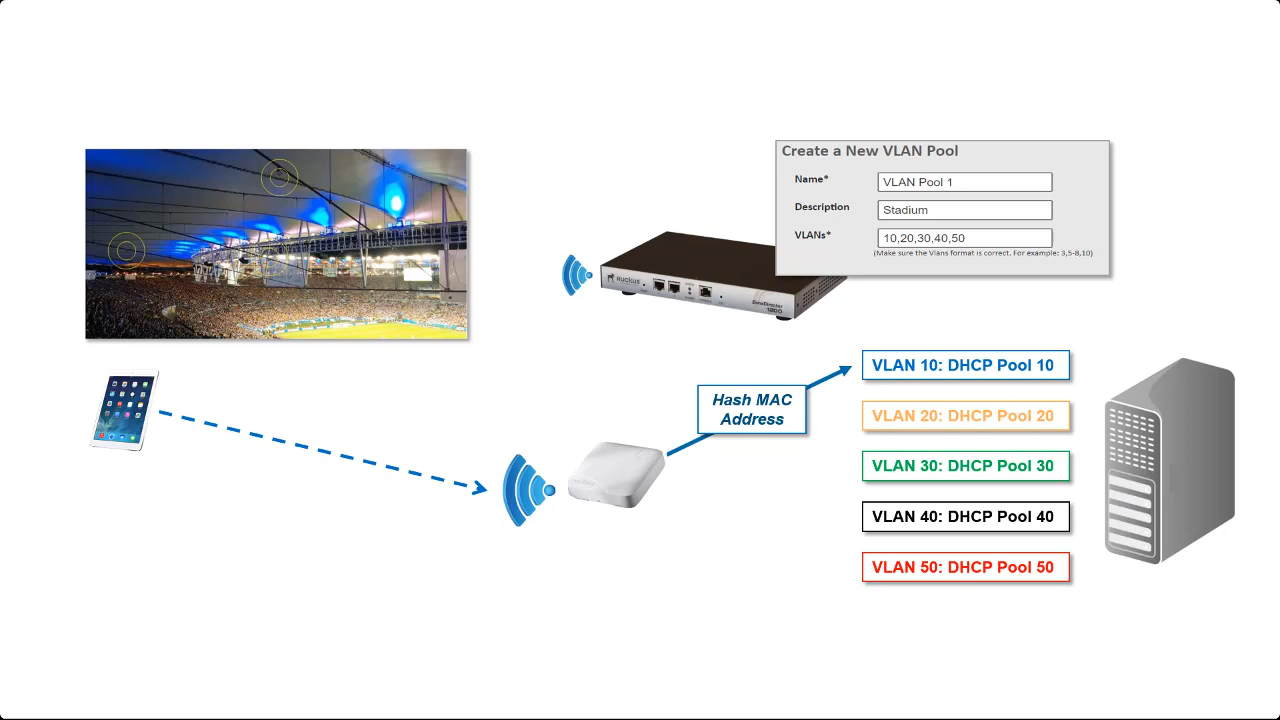 Create a New VLAN Pool
Name*
VLAN Pool 1
Description
Stadium
VLANs*
10,20,30,40,50
(Make sure the Vlans format is correct. For example: 3,5-8,10)
Ruckus
ZoneDirector
1200
Hash MAC
Address
VLAN 10: DHCP Pool 10
VLAN 20: DHCP Pool 20
VLAN 30: DHCP Pool 30
VLAN 40: DHCP Pool 40
VLAN 50: DHCP Pool 50